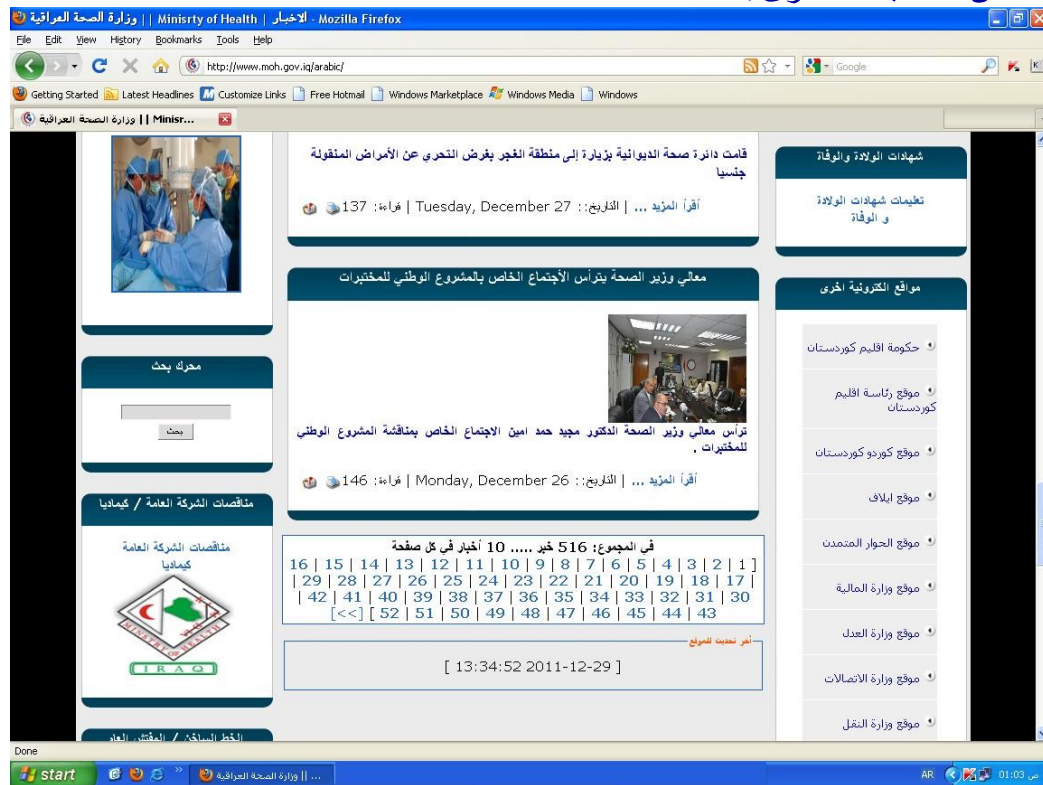 وزارة الصحة العراقية || Minisrty of Health | الاخبار - Mozilla Firefox
File Edit View History Bookmarks Tools Help
http://www.moh.gov.iq/arabic/
Google
Getting Started Latest Headlines Customize Links Free Hotmail Windows Marketplace Windows Media Windows
وزارة الصحة العراقية || Minisr...
شهادات الولادة والوفاة
تعليمات شهادات الولادة
و الوفاة
مواقع الكترونية اخرى
حكومة اقليم كوردستان
موقع رئاسة اقليم
كوردستان
موقع كوردو كوردستان
موقع ايلاف
موقع الحوار المتمدن
موقع وزارة المالية
موقع وزارة العدل
موقع وزارة الاتصالات
موقع وزارة النقل
قامت دائرة صحة الديوانية بزيارة إلى منطقة الغجر بغرض التحري عن الأمراض المنقولة
جنسيا
أقرأ المزيد ... | التاريخ:: Tuesday, December 27 | قراءة: 137
معالي وزير الصحة يترأس الأجتماع الخاص بالمشروع الوطني للمختبرات
ترأس معالي وزير الصحة الدكتور مجيد حمد امين الاجتماع الخاص بمناقشة المشروع الوطني
للمختبرات .
أقرأ المزيد ... | التاريخ:: Monday, December 26 | قراءة: 146
في المجموع: 516 خبر ..... 10 أخبار في كل صفحة
[ 1 | 2 | 3 | 4 | 5 | 6 | 7 | 8 | 9 | 10 | 11 | 12 | 13 | 14 | 15 | 16
| 17 | 18 | 19 | 20 | 21 | 22 | 23 | 24 | 25 | 26 | 27 | 28 | 29 |
30 | 31 | 32 | 33 | 34 | 35 | 36 | 37 | 38 | 39 | 40 | 41 | 42 |
43 | 44 | 45 | 46 | 47 | 48 | 49 | 50 | 51 | 52 ] [>>]
أخر تحديث للموقع
[ 13:34:52 2011-12-29 ]
محرك بحث
بحث
مناقصات الشركة العامة / كيماديا
مناقصات الشركة العامة
كيماديا
MINISTRY OF HEALTH
IRAQ
الخط الساخن / المفتش العام
Done
start
وزارة الصحة العراقية || ...
AR
01:03 ص